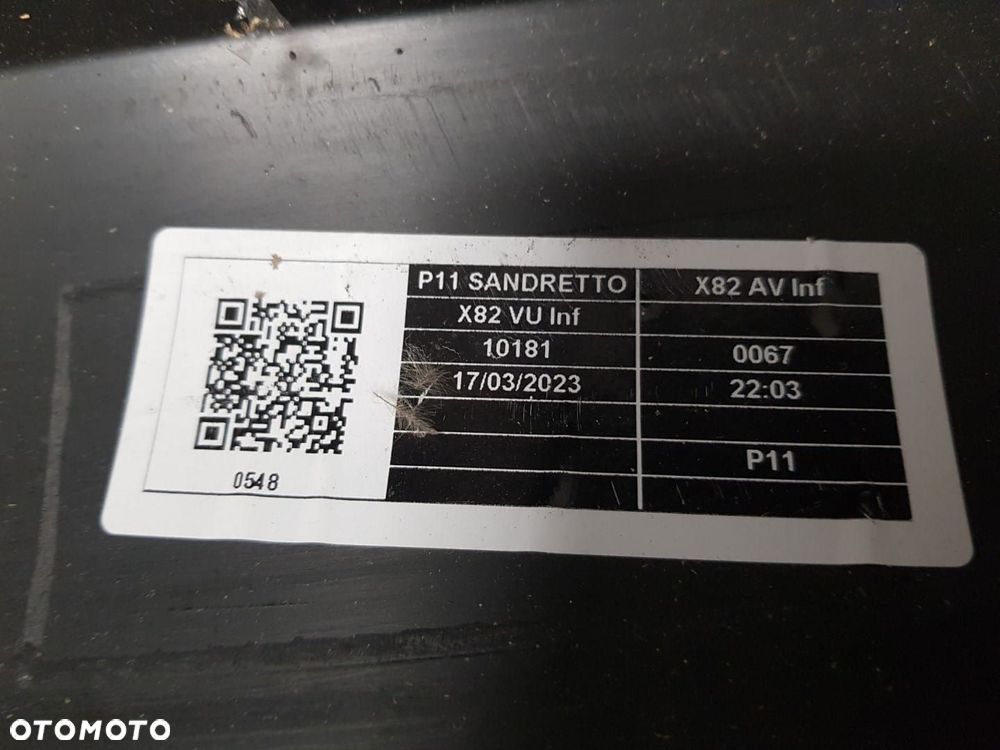 P11 SANDRETTO X82 AV Inf
X82 VU Inf
10181 0067
17/03/2023 22:03
P11
0548
OTOMOTO